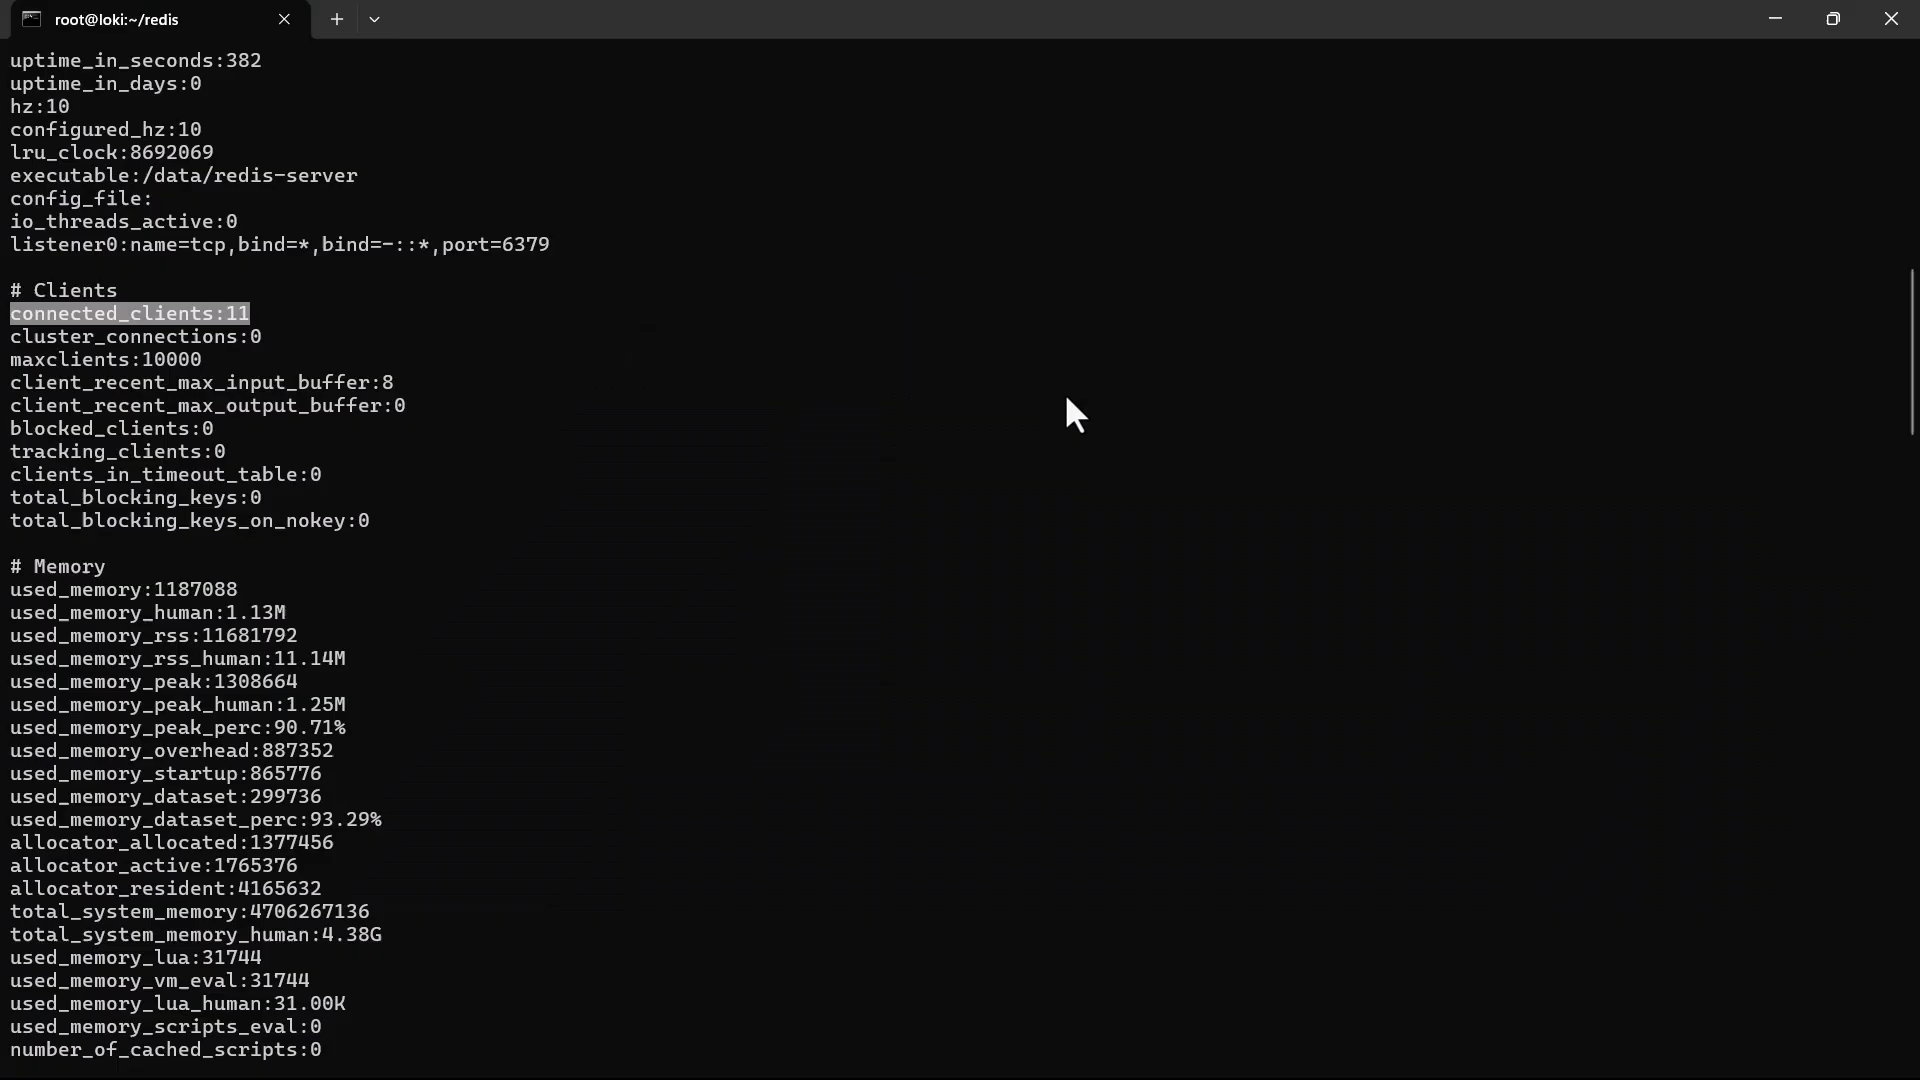 root@loki:~/redis
uptime_in_seconds:382
uptime_in_days:0
hz:10
configured_hz:10
lru_clock:8692069
executable:/data/redis-server
config_file:
io_threads_active:0
listener0:name=tcp,bind=*,bind=-::*,port=6379
# Clients
connected_clients:11
cluster_connections:0
maxclients:10000
client_recent_max_input_buffer:8
client_recent_max_output_buffer:0
blocked_clients:0
tracking_clients:0
clients_in_timeout_table:0
total_blocking_keys:0
total_blocking_keys_on_nokey:0
# Memory
used_memory:1187088
used_memory_human:1.13M
used_memory_rss:11681792
used_memory_rss_human:11.14M
used_memory_peak:1308664
used_memory_peak_human:1.25M
used_memory_peak_perc:90.71%
used_memory_overhead:887352
used_memory_startup:865776
used_memory_dataset:299736
used_memory_dataset_perc:93.29%
allocator_allocated:1377456
allocator_active:1765376
allocator_resident:4165632
total_system_memory:4706267136
total_system_memory_human:4.38G
used_memory_lua:31744
used_memory_vm_eval:31744
used_memory_lua_human:31.00K
used_memory_scripts_eval:0
number_of_cached_scripts:0